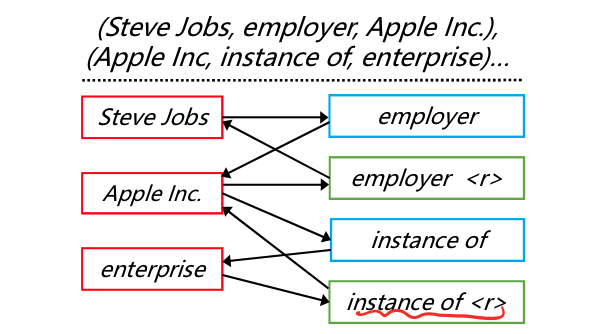 (Steve Jobs, employer, Apple Inc.),
(Apple Inc, instance of, enterprise)...
Steve Jobs
employer
employer <r>
Apple Inc.
instance of
enterprise
instance of <r>